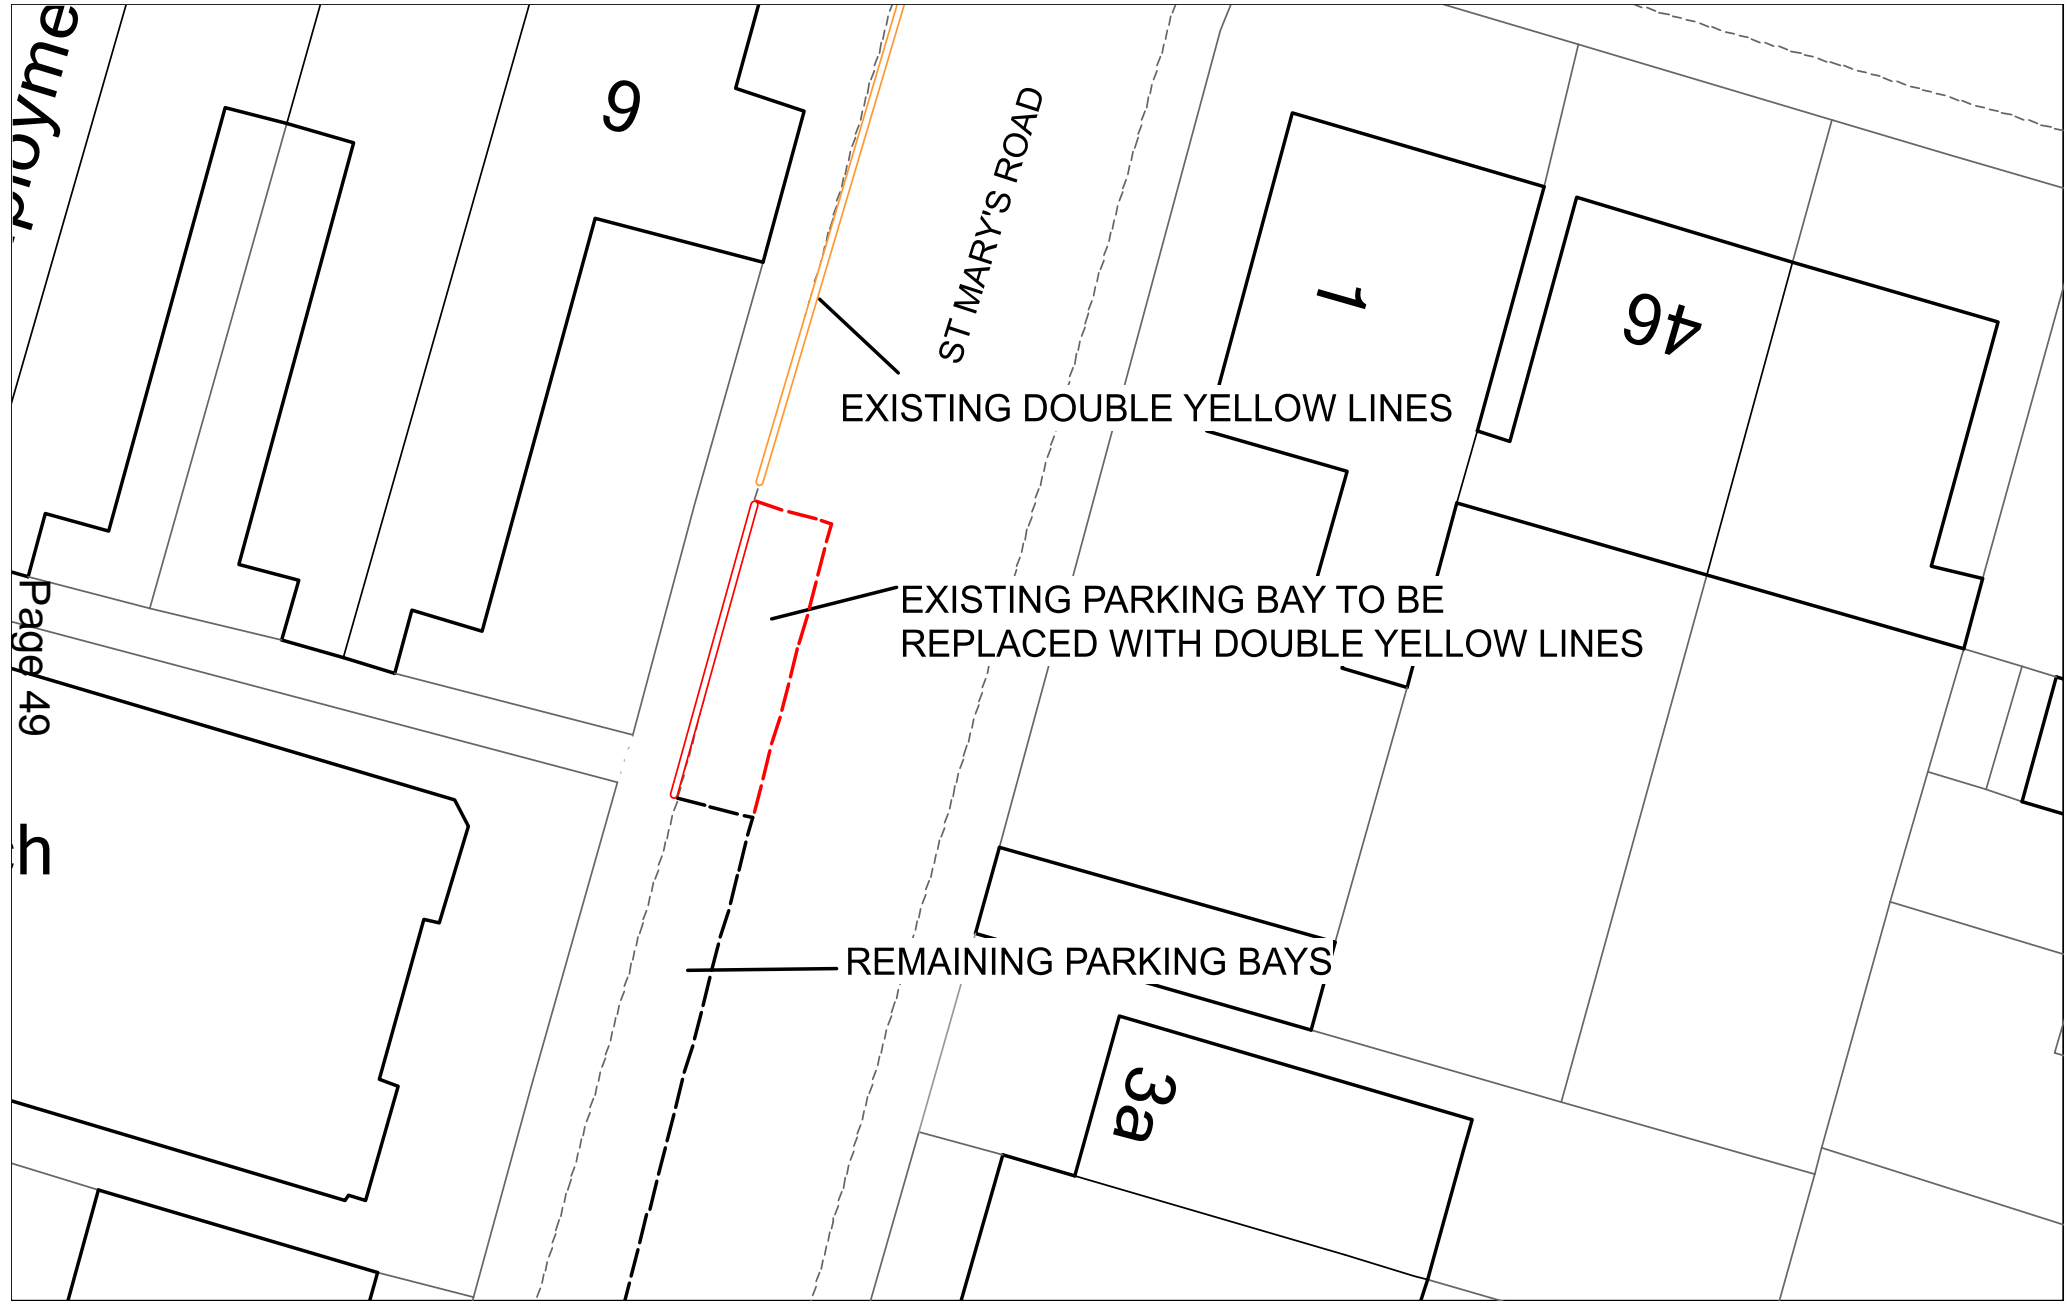 ployme
9
ST MARY'S ROAD
1
46
EXISTING DOUBLE YELLOW LINES
EXISTING PARKING BAY TO BE
REPLACED WITH DOUBLE YELLOW LINES
Page 49
h
REMAINING PARKING BAYS
3a